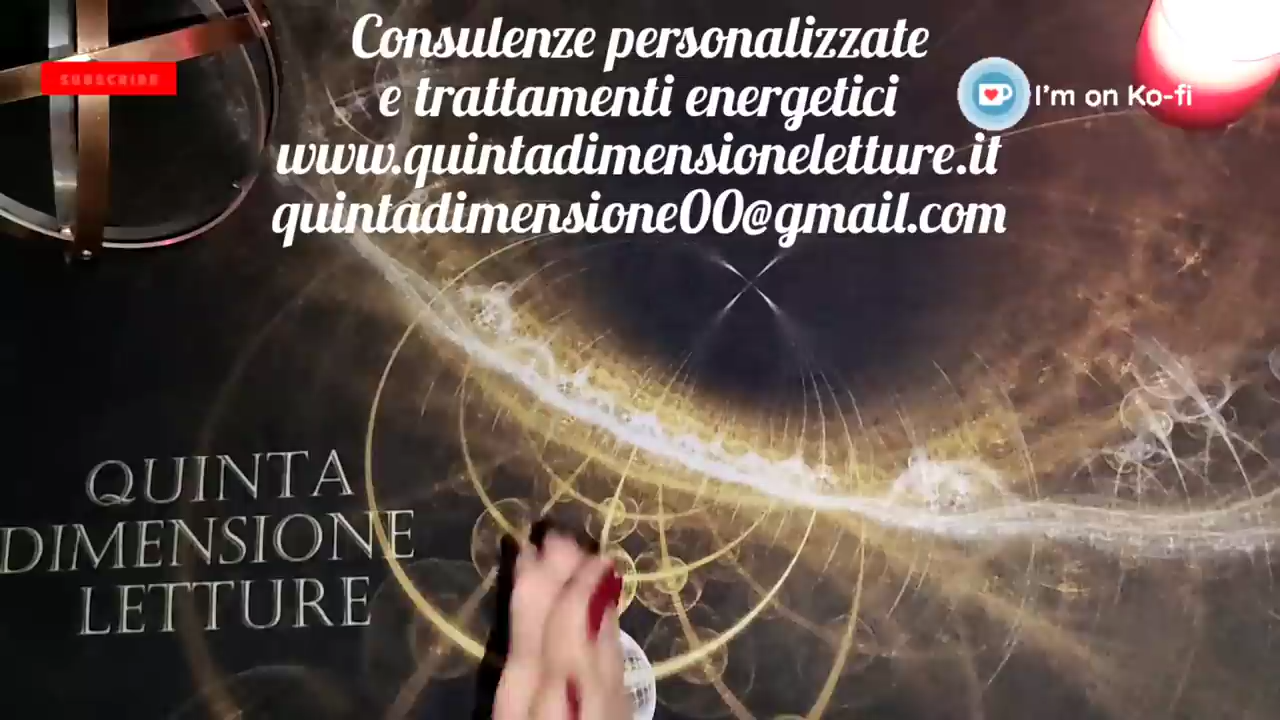 Consulenze personalizzate
e trattamenti energetici
www.quintadimensioneletture.it
quintadimensione00@gmail.com
SUBSCRIBE
I'm on Ko-fi
QUINTA
DIMENSIONE
LETTURE